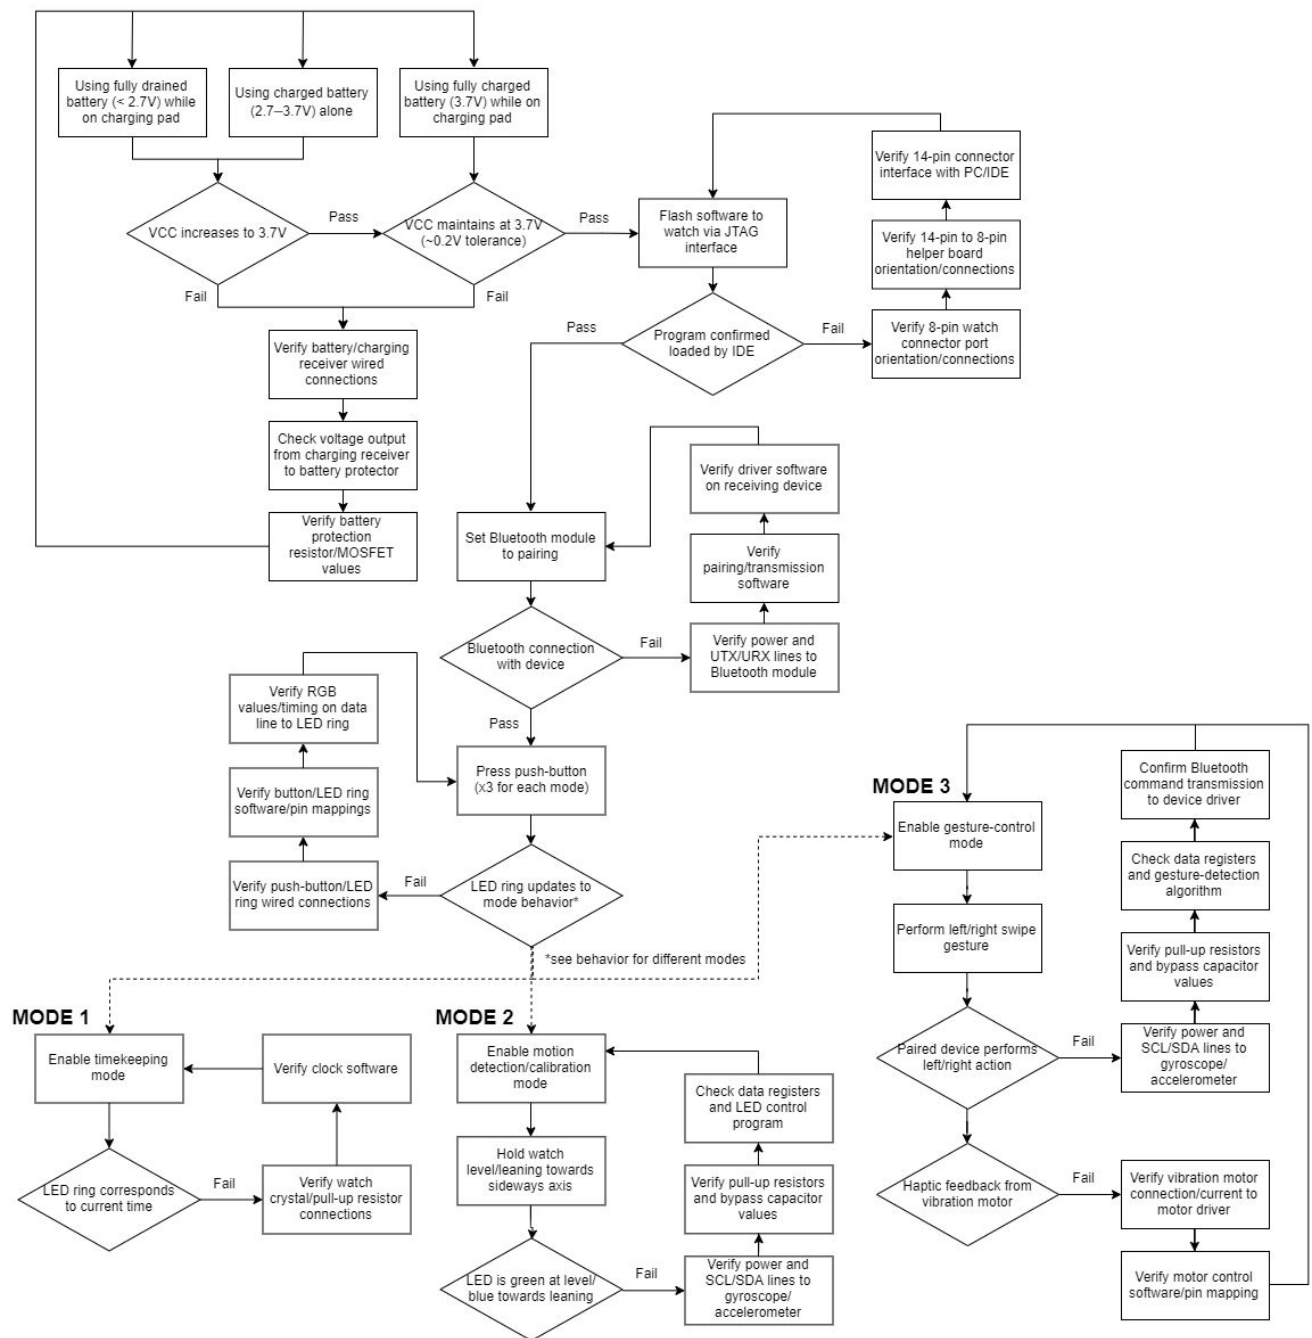 Using fully drained
battery (< 2.7V) while
on charging pad
Using charged battery
(2.7–3.7V) alone
Using fully charged
battery (3.7V) while on
charging pad
VCC increases to 3.7V
Pass
VCC maintains at 3.7V
(~0.2V tolerance)
Pass
Fail
Fail
Verify battery/charging
receiver wired
connections
Check voltage output
from charging receiver
to battery protector
Verify battery
protection
resistor/MOSFET
values
Flash software to
watch via JTAG
interface
Verify 14-pin connector
interface with PC/IDE
Verify 14-pin to 8-pin
helper board
orientation/connections
Verify 8-pin watch
connector port
orientation/connections
Pass
Program confirmed
loaded by IDE
Fail
Set Bluetooth module
to pairing
Verify driver software
on receiving device
Verify
pairing/transmission
software
Verify power and
UTX/URX lines to
Bluetooth module
Bluetooth connection
with device
Fail
Pass
Verify RGB
values/timing on data
line to LED ring
Verify button/LED ring
software/pin mappings
Verify push-button/LED
ring wired connections
Press push-button
(x3 for each mode)
Fail
LED ring updates to
mode behavior*
*see behavior for different modes
MODE 1
Enable timekeeping
mode
Verify clock software
LED ring corresponds
to current time
Fail
Verify watch
crystal/pull-up resistor
connections
MODE 2
Enable motion
detection/calibration
mode
Hold watch
level/leaning towards
sideways axis
LED is green at level/
blue towards leaning
Fail
Check data registers
and LED control
program
Verify pull-up resistors
and bypass capacitor
values
Verify power and
SCL/SDA lines to
gyroscope/
accelerometer
MODE 3
Enable gesture-control
mode
Perform left/right swipe
gesture
Paired device performs
left/right action
Fail
Confirm Bluetooth
command transmission
to device driver
Check data registers
and gesture-detection
algorithm
Verify pull-up resistors
and bypass capacitor
values
Verify power and
SCL/SDA lines to
gyroscope/
accelerometer
Haptic feedback from
vibration motor
Fail
Verify vibration motor
connection/current to
motor driver
Verify motor control
software/pin mapping